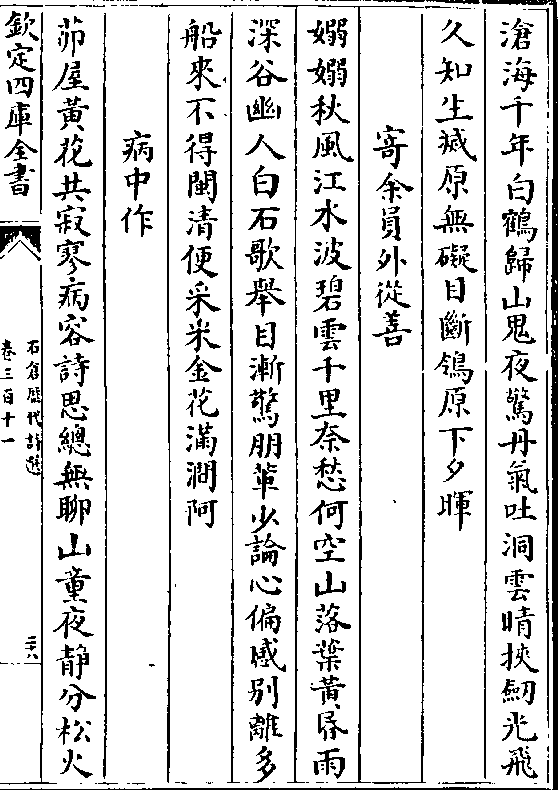 滄海千年白鶴歸山鬼夜驚丹氣吐洞雲晴挾劒光飛
久知生滅原無礙目斷鴒原下夕暉
寄余員外從善
嫋嫋秋風江水波碧雲千里奈愁何空山落葉黃昏雨
深谷幽人白石歌舉目漸驚朋輩少論心偏感别離多
船來不得閩清便采采金花滿澗阿
病中作
茆屋黃花共寂寥病容詩思總無聊山童夜静分松火
欽定四庫全書
石倉歴代詩選
卷三百十一
二十八